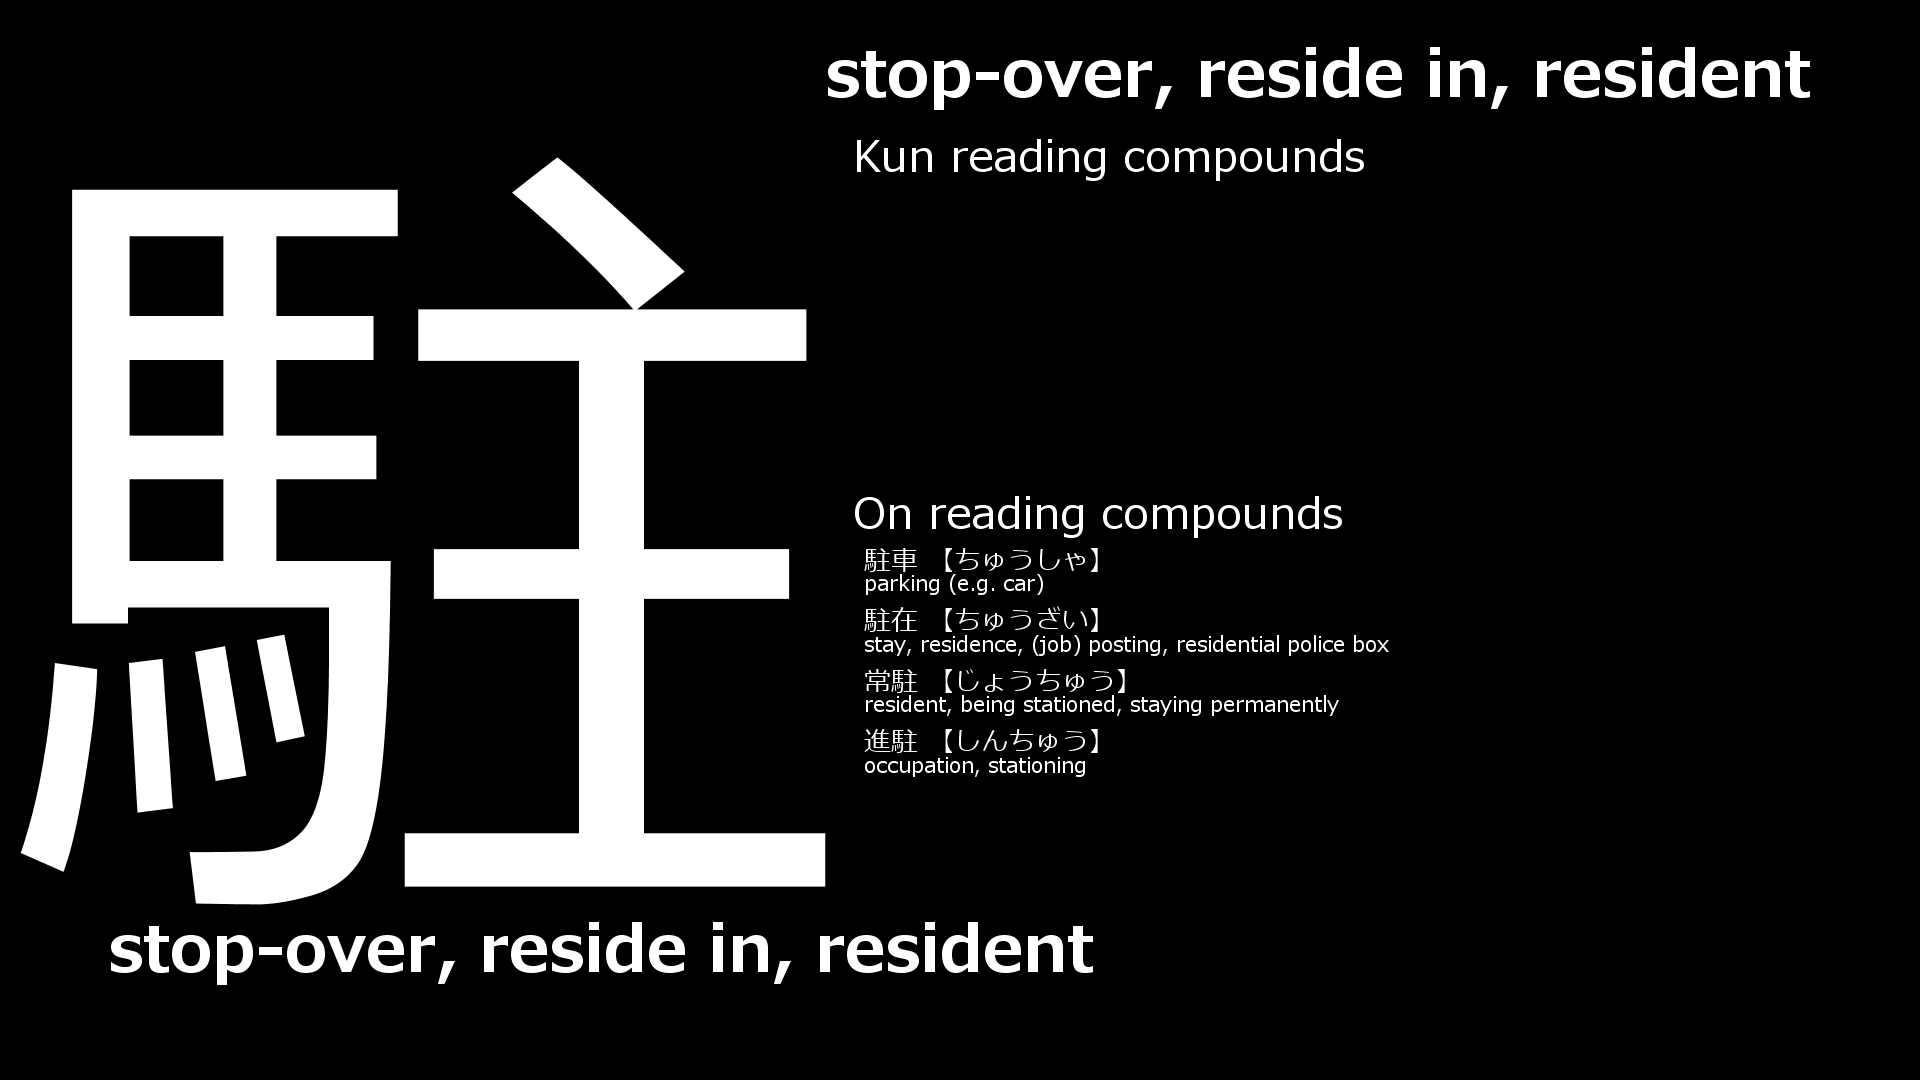 駐
stop-over, reside in, resident
Kun reading compounds
On reading compounds
駐車 【ちゅうしゃ】
parking (e.g. car)
駐在 【ちゅうざい】
stay, residence, (job) posting, residential police box
常駐 【じょうちゅう】
resident, being stationed, staying permanently
進駐 【しんちゅう】
occupation, stationing
stop-over, reside in, resident